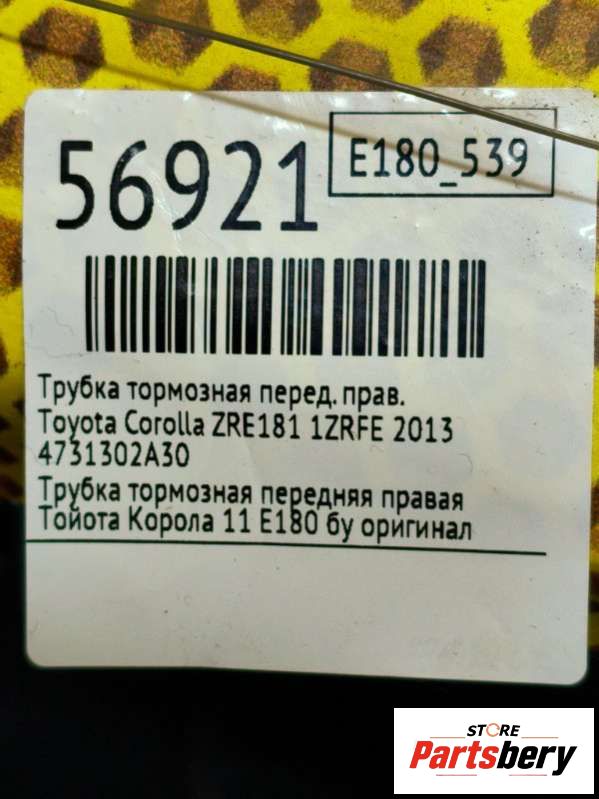 56921
E180_539
Трубка тормозная перед. прав.
Toyota Corolla ZRE181 1ZRFE 2013
4731302A30
Трубка тормозная передняя правая
Тойота Корола 11 Е180 бу оригинал
STORE
Partsbery